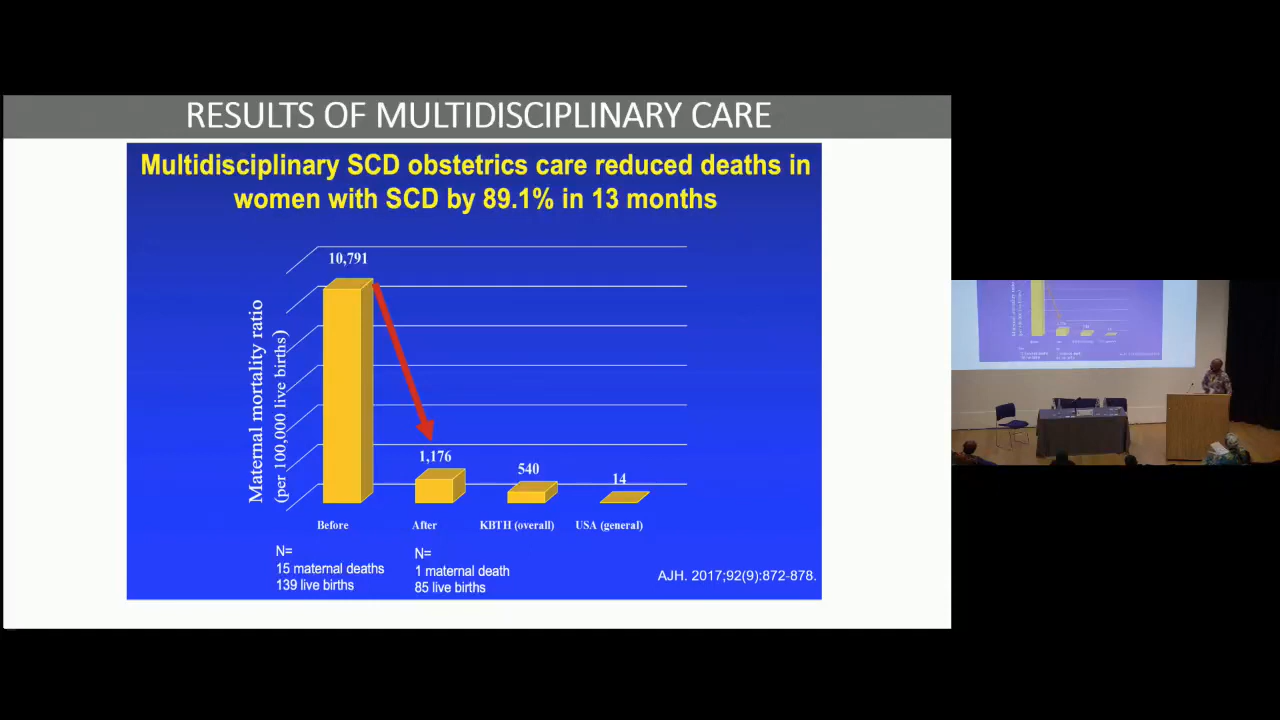 RESULTS OF MULTIDISCIPLINARY CARE
Multidisciplinary SCD obstetrics care reduced deaths in
women with SCD by 89.1% in 13 months
Maternal mortality ratio
(per 100,000 live births)
10,791
1,176
540
14
Before
After
KBTH (overall)
USA (general)
N=
15 maternal deaths
139 live births
N=
1 maternal death
85 live births
AJH. 2017;92(9):872-878.